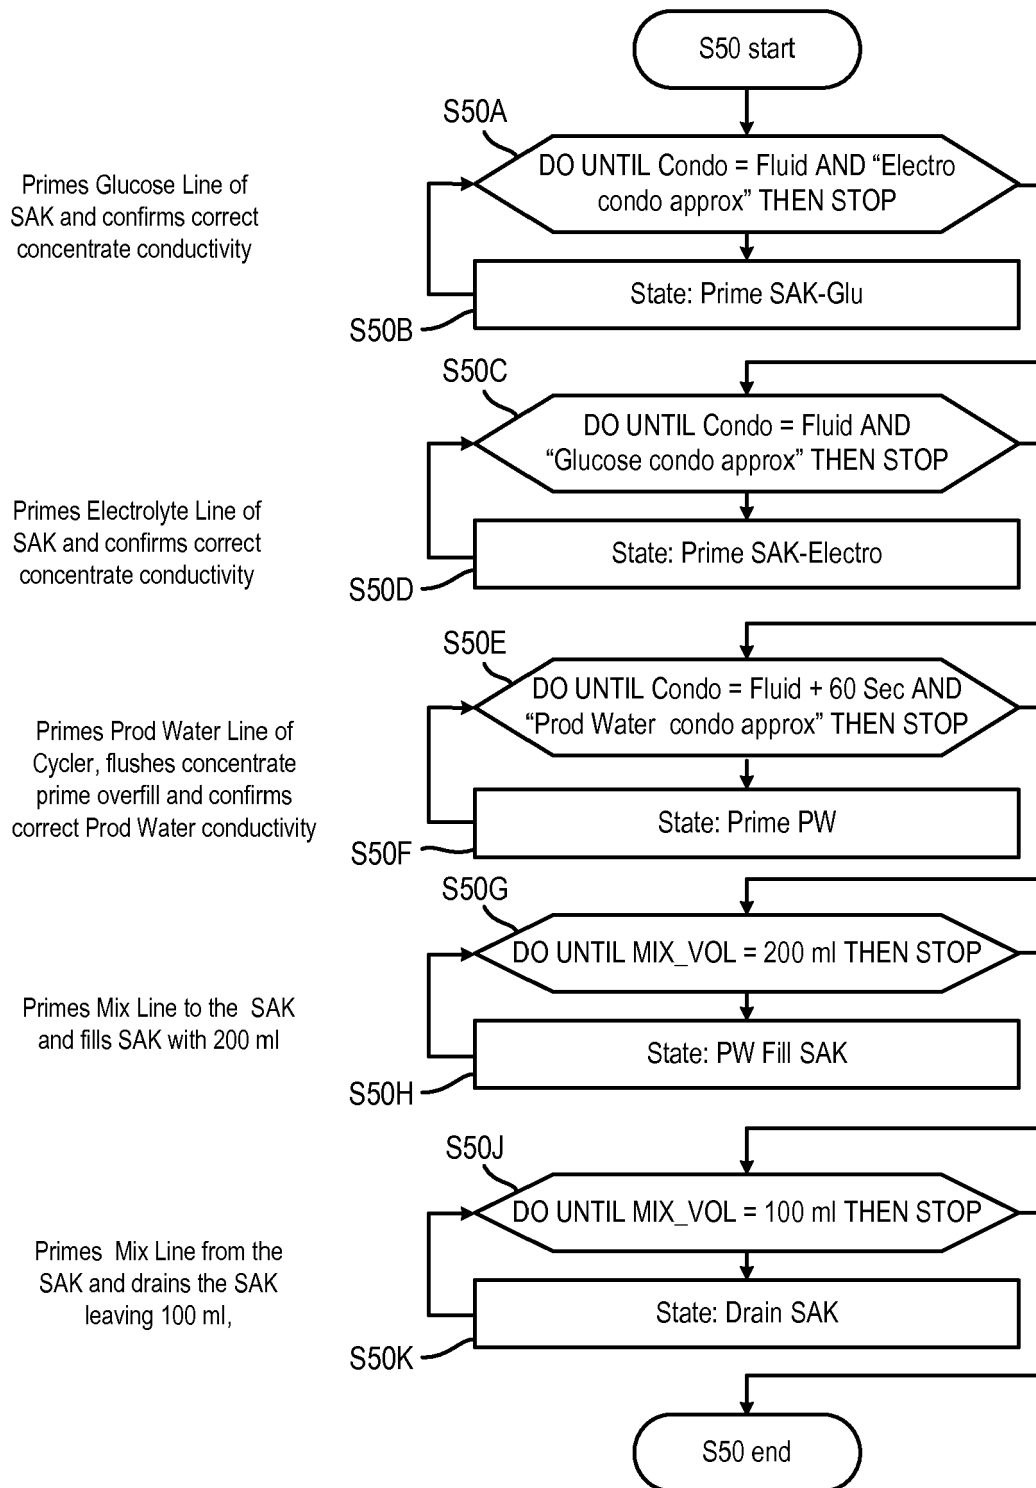 S50 start
S50A
DO UNTIL Condo = Fluid AND “Electro
condo approx” THEN STOP
Primes Glucose Line of
SAK and confirms correct
concentrate conductivity
State: Prime SAK-Glu
S50B
S50C
DO UNTIL Condo = Fluid AND
“Glucose condo approx” THEN STOP
Primes Electrolyte Line of
SAK and confirms correct
concentrate conductivity
State: Prime SAK-Electro
S50D
S50E
DO UNTIL Condo = Fluid + 60 Sec AND
“Prod Water condo approx” THEN STOP
Primes Prod Water Line of
Cycler, flushes concentrate
prime overfill and confirms
correct Prod Water conductivity
State: Prime PW
S50F
S50G
DO UNTIL MIX_VOL = 200 ml THEN STOP
Primes Mix Line to the SAK
and fills SAK with 200 ml
State: PW Fill SAK
S50H
S50J
DO UNTIL MIX_VOL = 100 ml THEN STOP
Primes Mix Line from the
SAK and drains the SAK
leaving 100 ml,
State: Drain SAK
S50K
S50 end